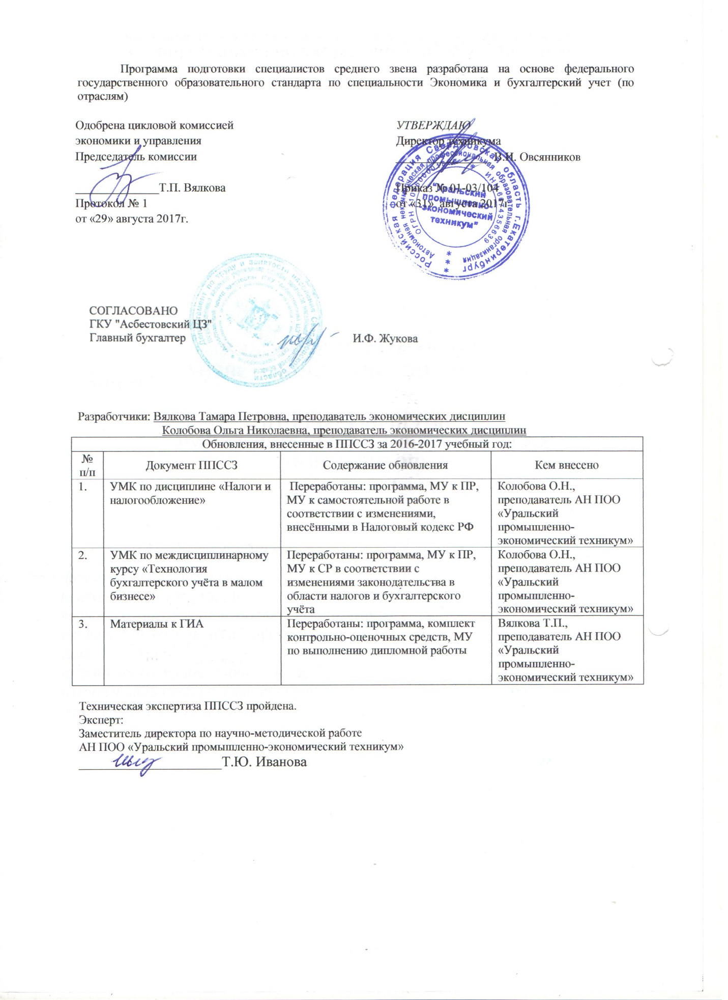 Программа подготовки специалистов среднего звена разработана на основе федерального
государственного образовательного стандарта по специальности Экономика и бухгалтерский учет (по
отраслям)
Одобрена цикловой комиссией
экономики и управления
Председатель комиссии
Т.П. Вялкова
Протокол № 1
от «29» августа 2017г.
УТВЕРЖДАЮ
Директор техникума
В.И. Овсянников
Приказ № 01-03/104
от «31» августа 2017г
Российская Федерация Свердловская область г.Екатеринбург
Автономная некоммерческая профессиональная образовательная организация
ИНН 6674356639
"Уральский
промышленно-
-экономический
техникум"
СОГЛАСОВАНО
ГКУ "Асбестовский ЦЗ"
Главный бухгалтер
И.Ф. Жукова
Разработчики: Вялкова Тамара Петровна, преподаватель экономических дисциплин
Колобова Ольга Николаевна, преподаватель экономических дисциплин
Обновления, внесенные в ППССЗ за 2016-2017 учебный год:
№
п/п
Документ ППССЗ
Содержание обновления
Кем внесено
1.
УМК по дисциплине «Налоги и
налогообложение»
Переработаны: программа, МУ к ПР,
МУ к самостоятельной работе в
соответствии с изменениями,
внесёнными в Налоговый кодекс РФ
Колобова О.Н.,
преподаватель АН ПОО
«Уральский
промышленно-
экономический техникум»
2.
УМК по междисциплинарному
курсу «Технология
бухгалтерского учёта в малом
бизнесе»
Переработаны: программа, МУ к ПР,
МУ к СР в соответствии с
изменениями законодательства в
области налогов и бухгалтерского
учёта
Колобова О.Н.,
преподаватель АН ПОО
«Уральский
промышленно-
экономический техникум»
3.
Материалы к ГИА
Переработаны: программа, комплект
контрольно-оценочных средств, МУ
по выполнению дипломной работы
Вялкова Т.П.,
преподаватель АН ПОО
«Уральский
промышленно-
экономический техникум»
Техническая экспертиза ППССЗ пройдена.
Эксперт:
Заместитель директора по научно-методической работе
АН ПОО «Уральский промышленно-экономический техникум»
Т.Ю. Иванова